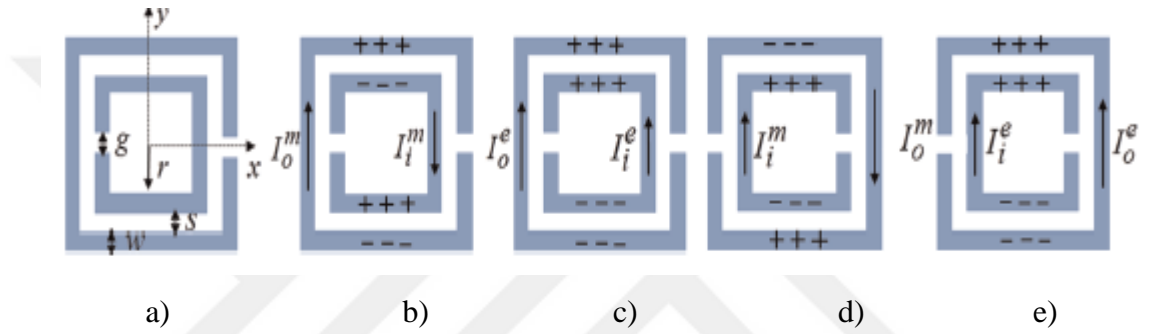 y
+ + + + + + - - - + + +
- - - + + + + + + + + +
g x r s w
I_o^m I_i^m I_o^e I_i^e I_i^m I_o^m I_i^e I_o^e
+ + + - - - - - - - - -
- - - - - - + + + - - -
a) b) c) d) e)